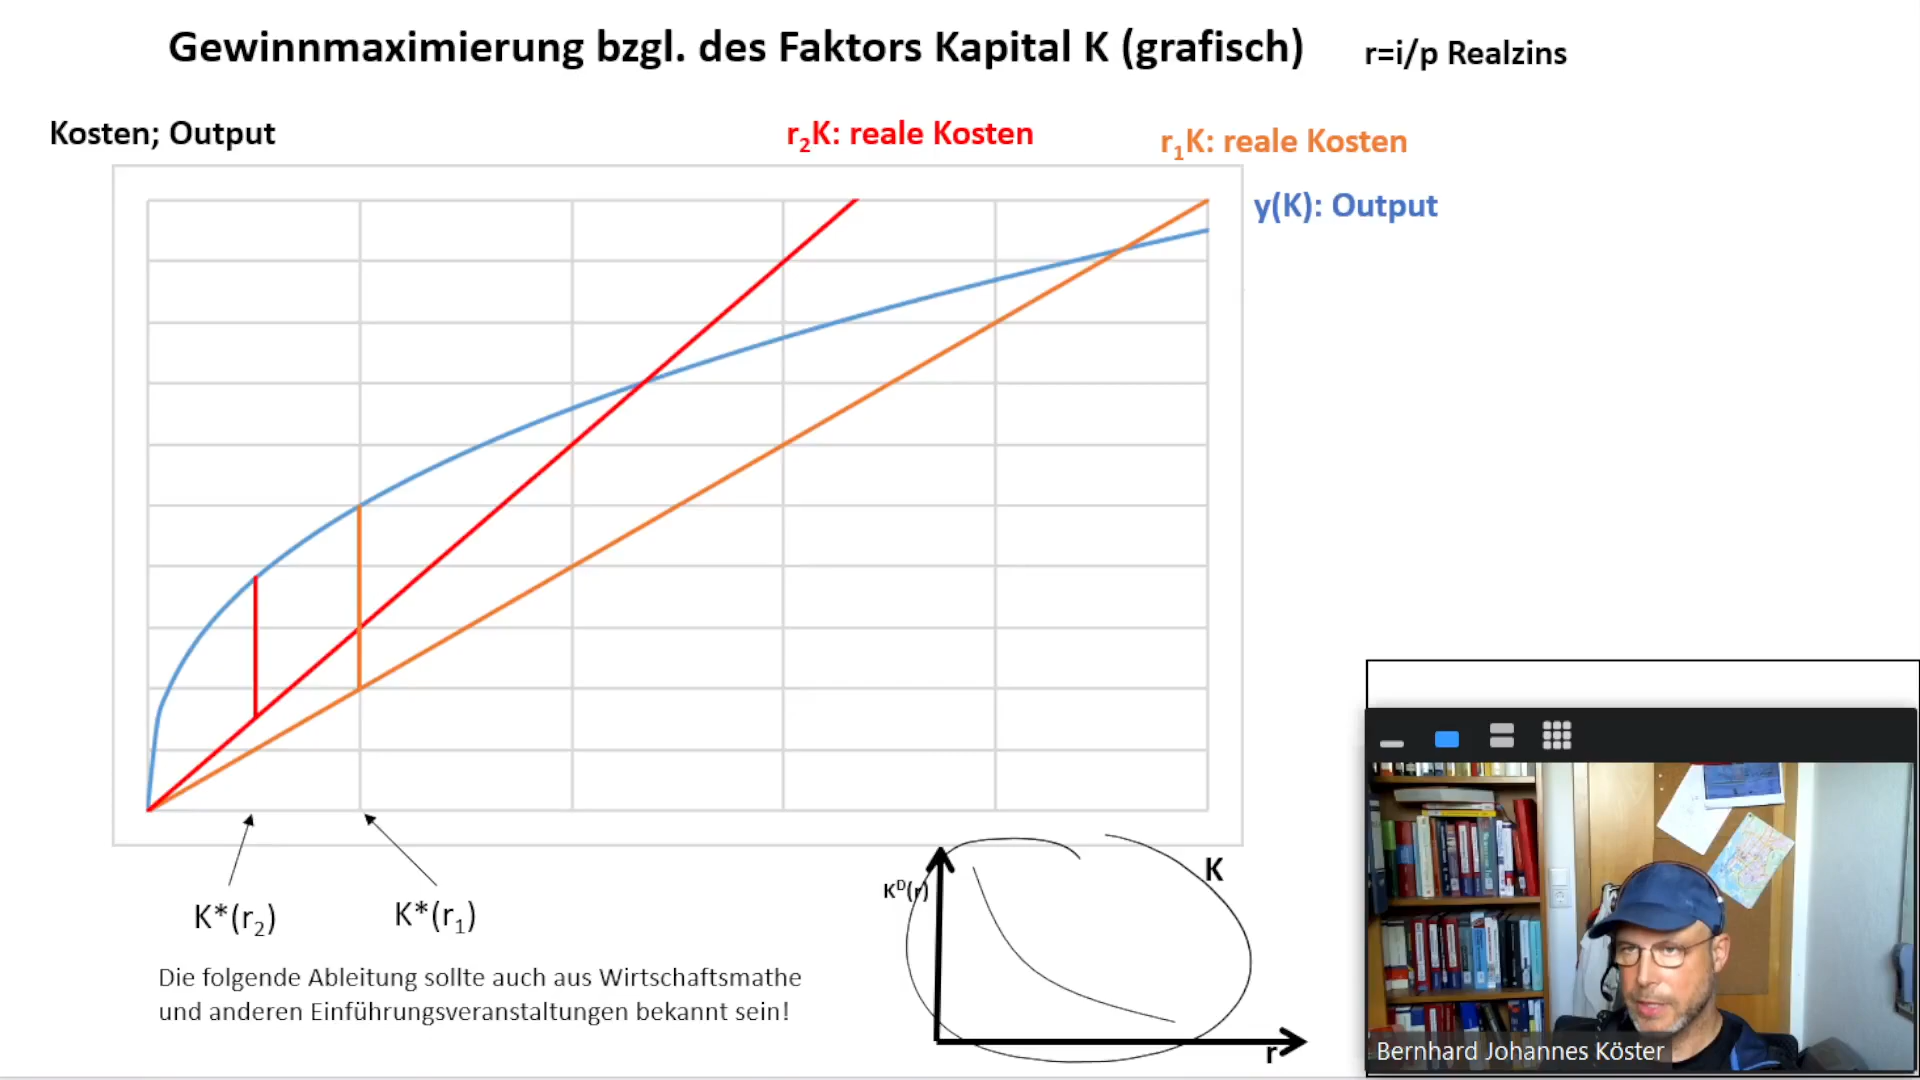 Gewinnmaximierung bzgl. des Faktors Kapital K (grafisch)
r=i/p Realzins
Kosten; Output
r₂K: reale Kosten
r₁K: reale Kosten
y(K): Output
K*(r₂)
K*(r₁)
Kᴰ(r)
K
r
Die folgende Ableitung sollte auch aus Wirtschaftsmathe
und anderen Einführungsveranstaltungen bekannt sein!
Bernhard Johannes Köster